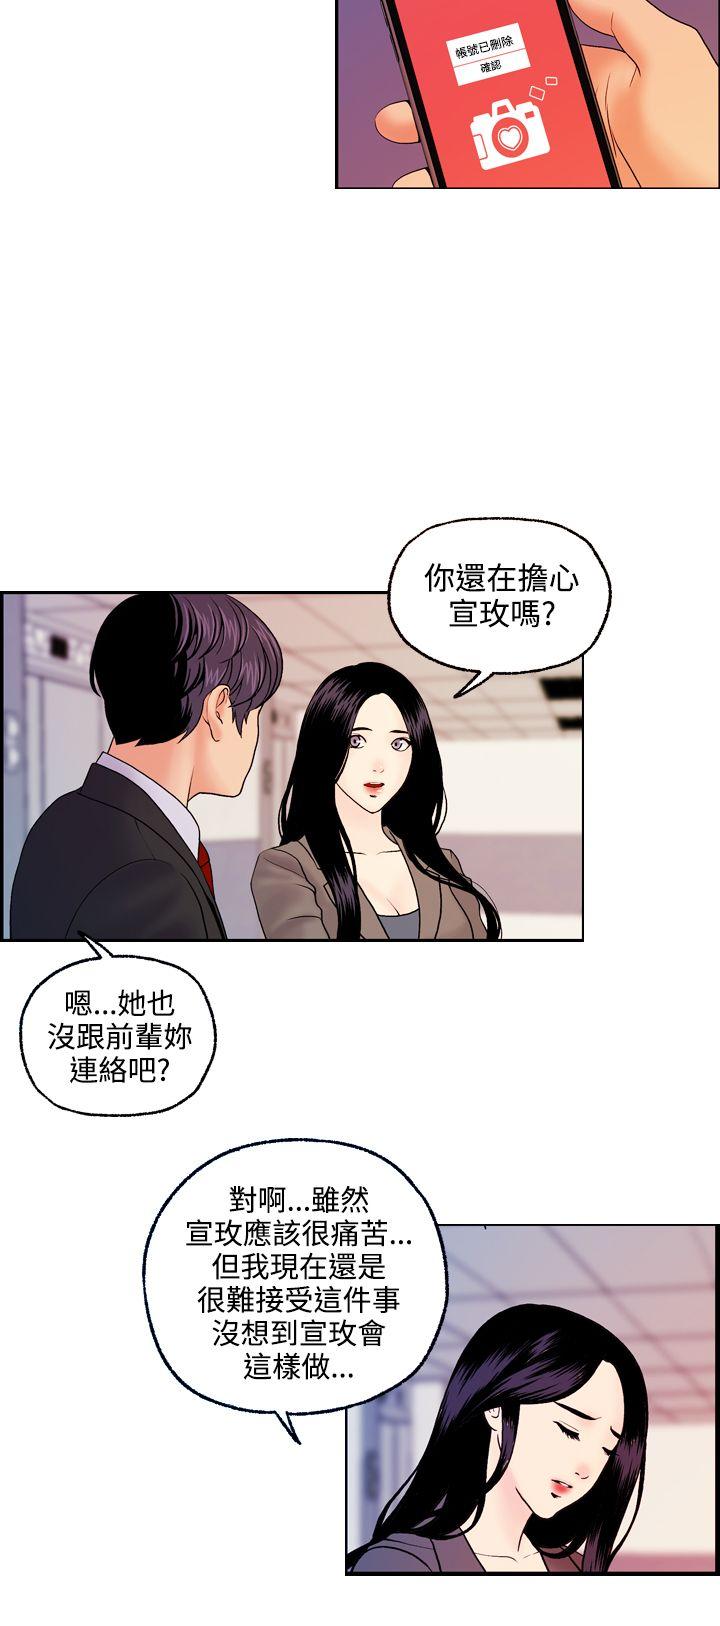 帳號已刪除
確認
你還在擔心
宣玫嗎?
嗯...她也
沒跟前輩妳
連絡吧?
對啊...雖然
宣玫應該很痛苦...
但我現在還是
很難接受這件事
沒想到宣玫會
這樣做...